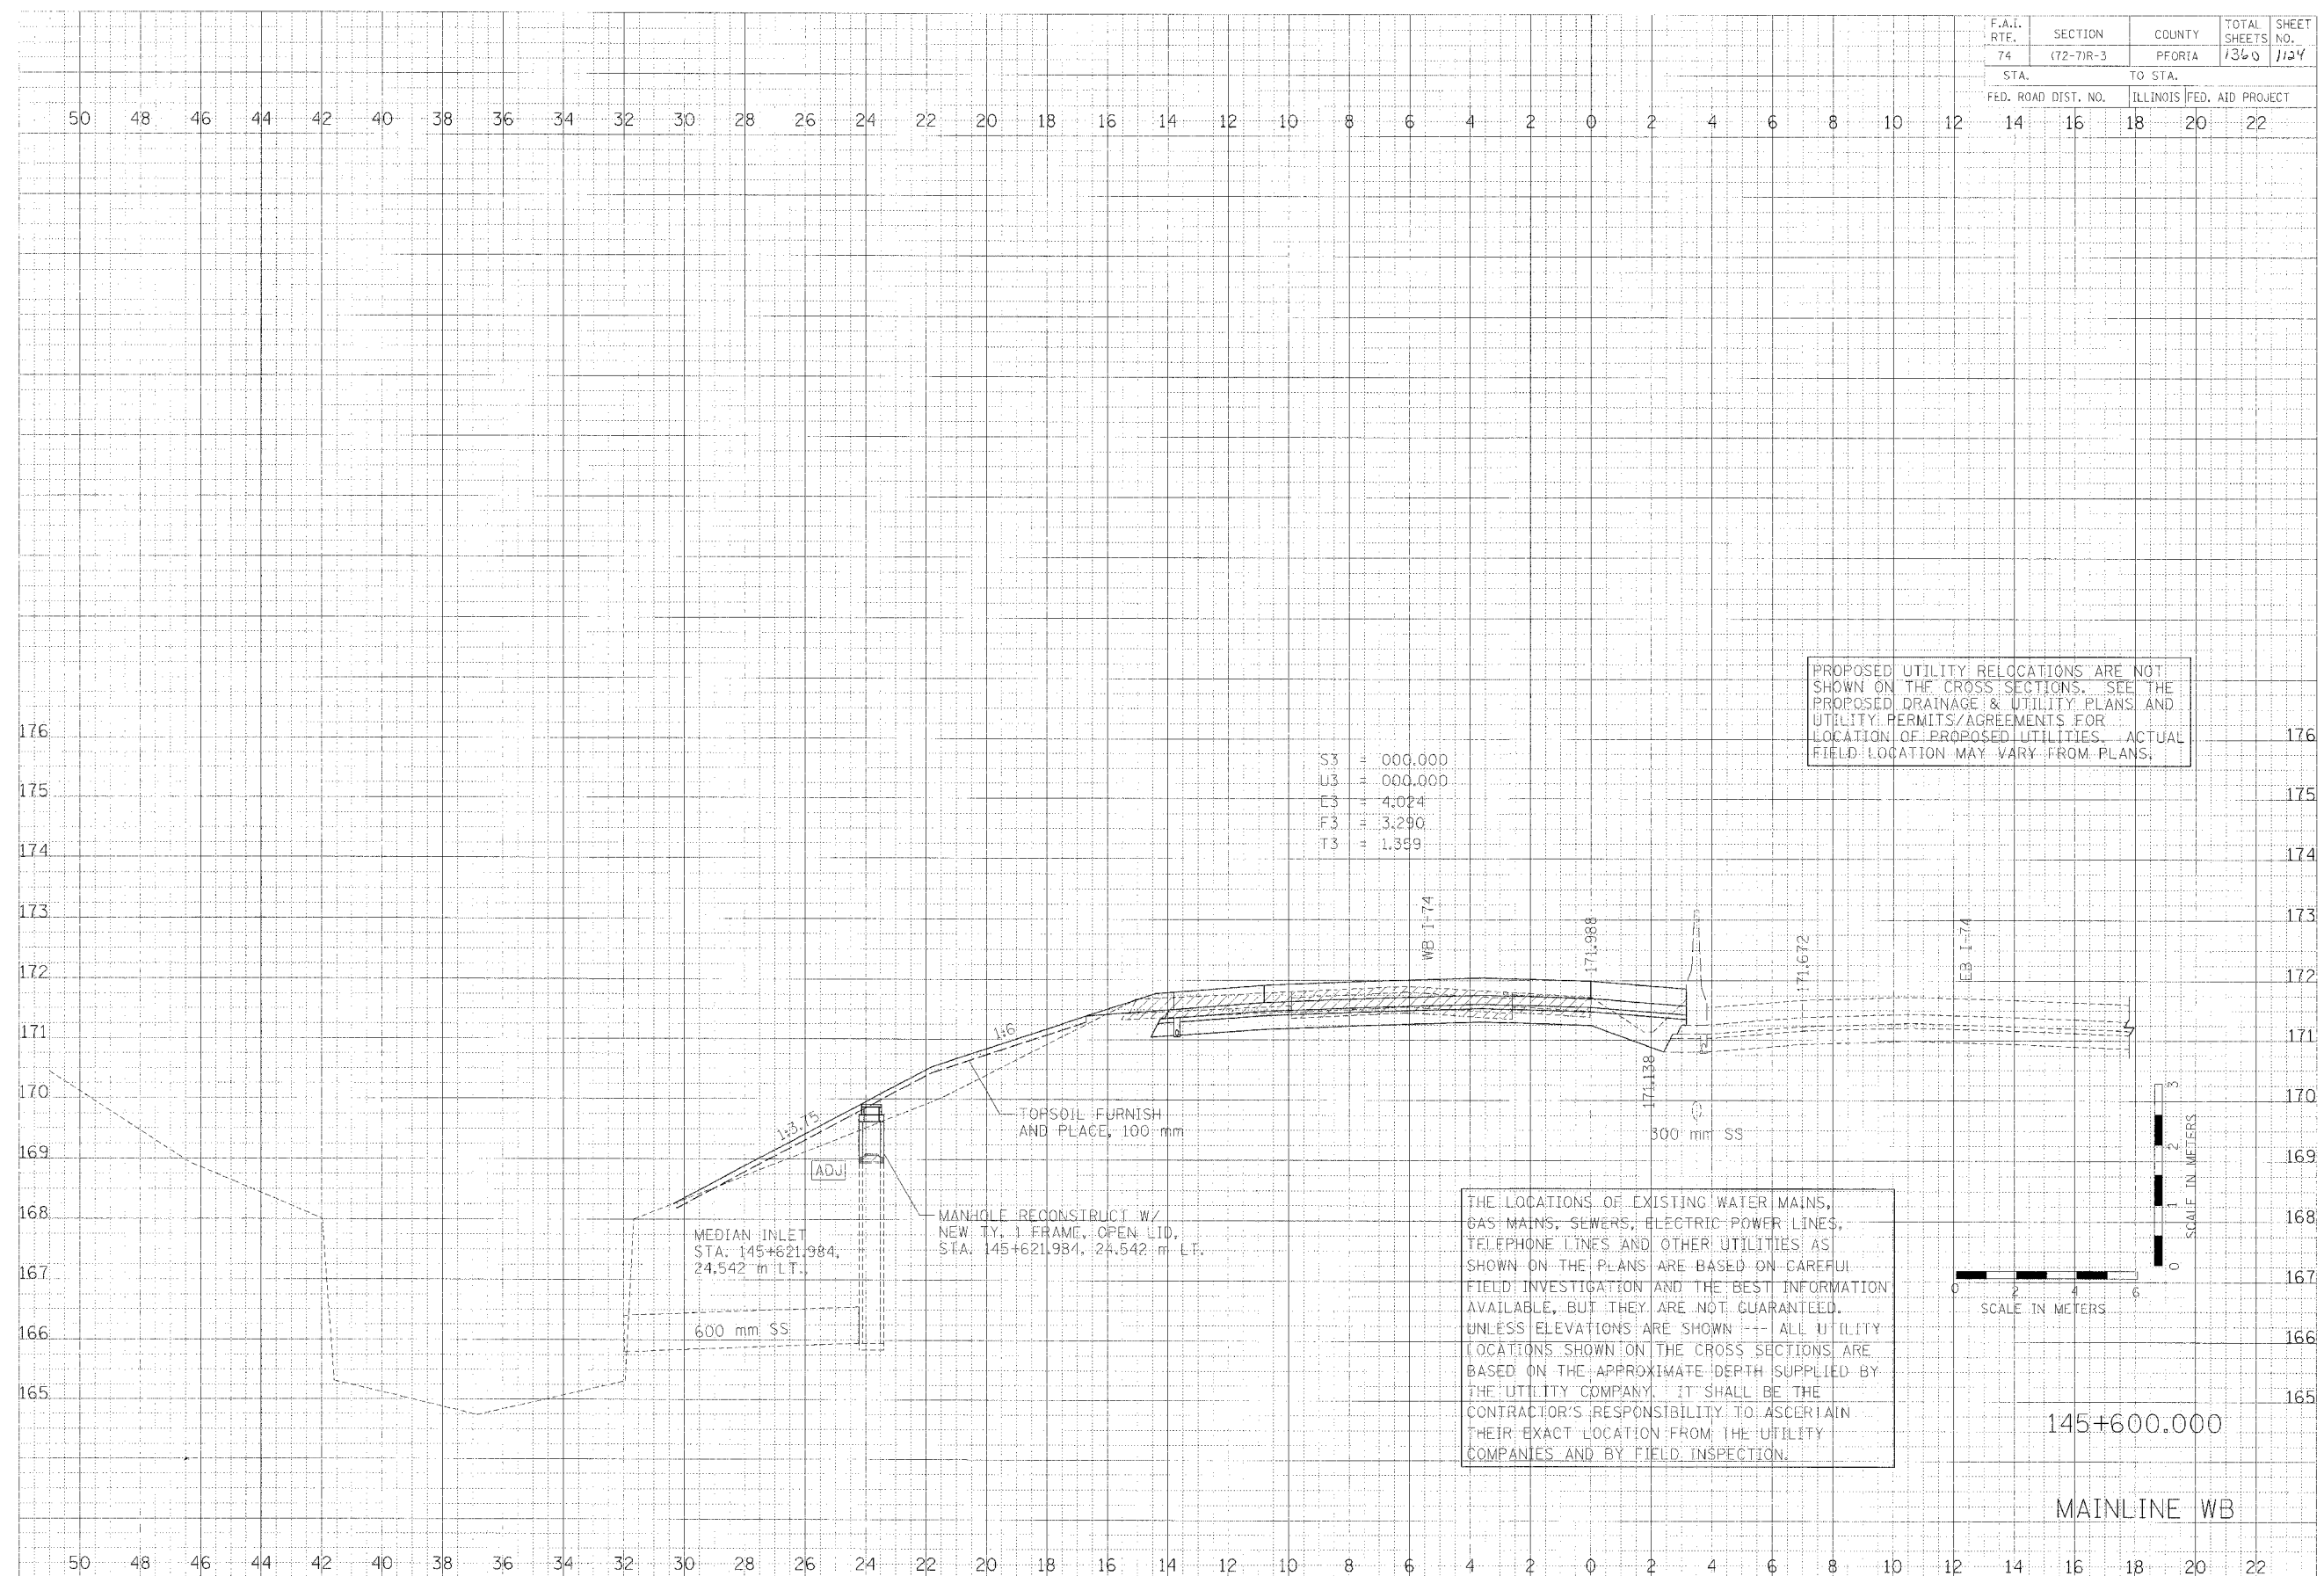 F.A.I. RTE. SECTION COUNTY TOTAL SHEETS SHEET NO.
74 (72-7)R-3 PEORIA 1360 1124
STA. TO STA.
FED. ROAD DIST. NO. ILLINOIS FED. AID PROJECT
50 48 46 44 42 40 38 36 34 32 30 28 26 24 22 20 18 16 14 12 10 8 6 4 2 0 2 4 6 8 10 12 14 16 18 20 22
PROPOSED UTILITY RELOCATIONS ARE NOT
SHOWN ON THE CROSS SECTIONS. SEE THE
PROPOSED DRAINAGE & UTILITY PLANS AND
UTILITY PERMITS/AGREEMENTS FOR
LOCATION OF PROPOSED UTILITIES. ACTUAL
FIELD LOCATION MAY VARY FROM PLANS.
176 176
175 175
174 174
173 173
172 172
171 171
170 170
169 169
168 168
167 167
166 166
165 165
S3 = 000.000
U3 = 000.000
E3 = 4.024
F3 = 3.290
T3 = 1.359
WB I-74
171.988
171.672
EB I-74
171.138
1:6
1:3.75
TOPSOIL FURNISH
AND PLACE, 100 mm
300 mm SS
ADJ
MANHOLE RECONSTRUCT W/
NEW TY. 1 FRAME, OPEN LID,
STA. 145+621.984, 24.542 m LT.
MEDIAN INLET
STA. 145+621.984,
24.542 m LT.
600 mm SS
THE LOCATIONS OF EXISTING WATER MAINS,
GAS MAINS, SEWERS, ELECTRIC POWER LINES,
TELEPHONE LINES AND OTHER UTILITIES AS
SHOWN ON THE PLANS ARE BASED ON CAREFUL
FIELD INVESTIGATION AND THE BEST INFORMATION
AVAILABLE, BUT THEY ARE NOT GUARANTEED.
UNLESS ELEVATIONS ARE SHOWN --- ALL UTILITY
LOCATIONS SHOWN ON THE CROSS SECTIONS ARE
BASED ON THE APPROXIMATE DEPTH SUPPLIED BY
THE UTILITY COMPANY. IT SHALL BE THE
CONTRACTOR'S RESPONSIBILITY TO ASCERTAIN
THEIR EXACT LOCATION FROM THE UTILITY
COMPANIES AND BY FIELD INSPECTION.
0 1 2 3
SCALE IN METERS
0 2 4 6
SCALE IN METERS
145+600.000
MAINLINE WB
50 48 46 44 42 40 38 36 34 32 30 28 26 24 22 20 18 16 14 12 10 8 6 4 2 0 2 4 6 8 10 12 14 16 18 20 22